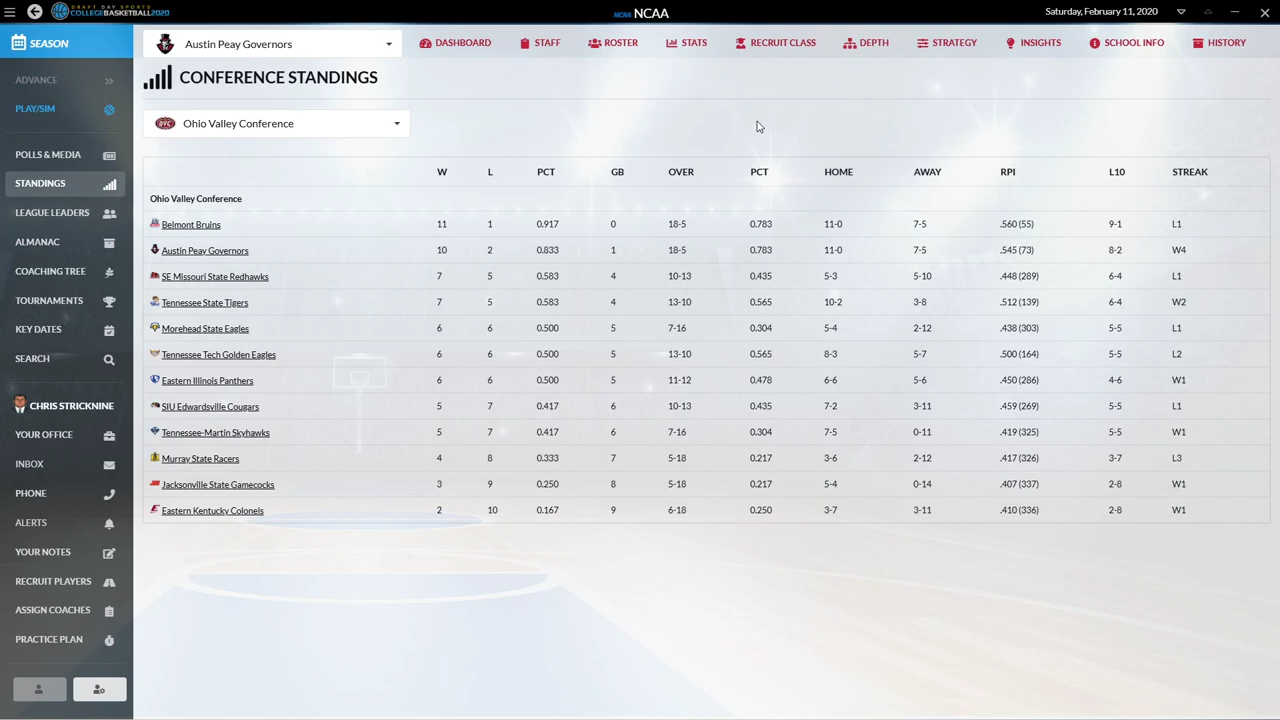 DRAFT DAY SPORTS
COLLEGE BASKETBALL 2020
NCAA NCAA
Saturday, February 11, 2020
SEASON
Austin Peay Governors
DASHBOARD STAFF ROSTER STATS RECRUIT CLASS DEPTH STRATEGY INSIGHTS SCHOOL INFO HISTORY
ADVANCE
PLAY/SIM
POLLS & MEDIA
STANDINGS
LEAGUE LEADERS
ALMANAC
COACHING TREE
TOURNAMENTS
KEY DATES
SEARCH
CHRIS STRICKNINE
YOUR OFFICE
INBOX
PHONE
ALERTS
YOUR NOTES
RECRUIT PLAYERS
ASSIGN COACHES
PRACTICE PLAN
CONFERENCE STANDINGS
OVC Ohio Valley Conference
W L PCT GB OVER PCT HOME AWAY RPI L10 STREAK
Ohio Valley Conference
Belmont Bruins 11 1 0.917 0 18-5 0.783 11-0 7-5 .560 (55) 9-1 L1
Austin Peay Governors 10 2 0.833 1 18-5 0.783 11-0 7-5 .545 (73) 8-2 W4
SE Missouri State Redhawks 7 5 0.583 4 10-13 0.435 5-3 5-10 .448 (289) 6-4 L1
Tennessee State Tigers 7 5 0.583 4 13-10 0.565 10-2 3-8 .512 (139) 6-4 W2
Morehead State Eagles 6 6 0.500 5 7-16 0.304 5-4 2-12 .438 (303) 5-5 L1
Tennessee Tech Golden Eagles 6 6 0.500 5 13-10 0.565 8-3 5-7 .500 (164) 5-5 L2
Eastern Illinois Panthers 6 6 0.500 5 11-12 0.478 6-6 5-6 .450 (286) 4-6 W1
SIU Edwardsville Cougars 5 7 0.417 6 10-13 0.435 7-2 3-11 .459 (269) 5-5 L1
Tennessee-Martin Skyhawks 5 7 0.417 6 7-16 0.304 7-5 0-11 .419 (325) 5-5 W1
Murray State Racers 4 8 0.333 7 5-18 0.217 3-6 2-12 .417 (326) 3-7 L3
Jacksonville State Gamecocks 3 9 0.250 8 5-18 0.217 5-4 0-14 .407 (337) 2-8 W1
Eastern Kentucky Colonels 2 10 0.167 9 6-18 0.250 3-7 3-11 .410 (336) 2-8 W1